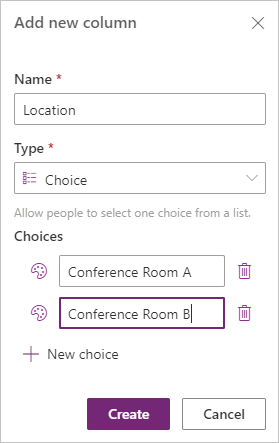 Add new column
Name *
Location
Type *
Choice
Allow people to select one choice from a list.
Choices
Conference Room A
Conference Room B
New choice
Create Cancel